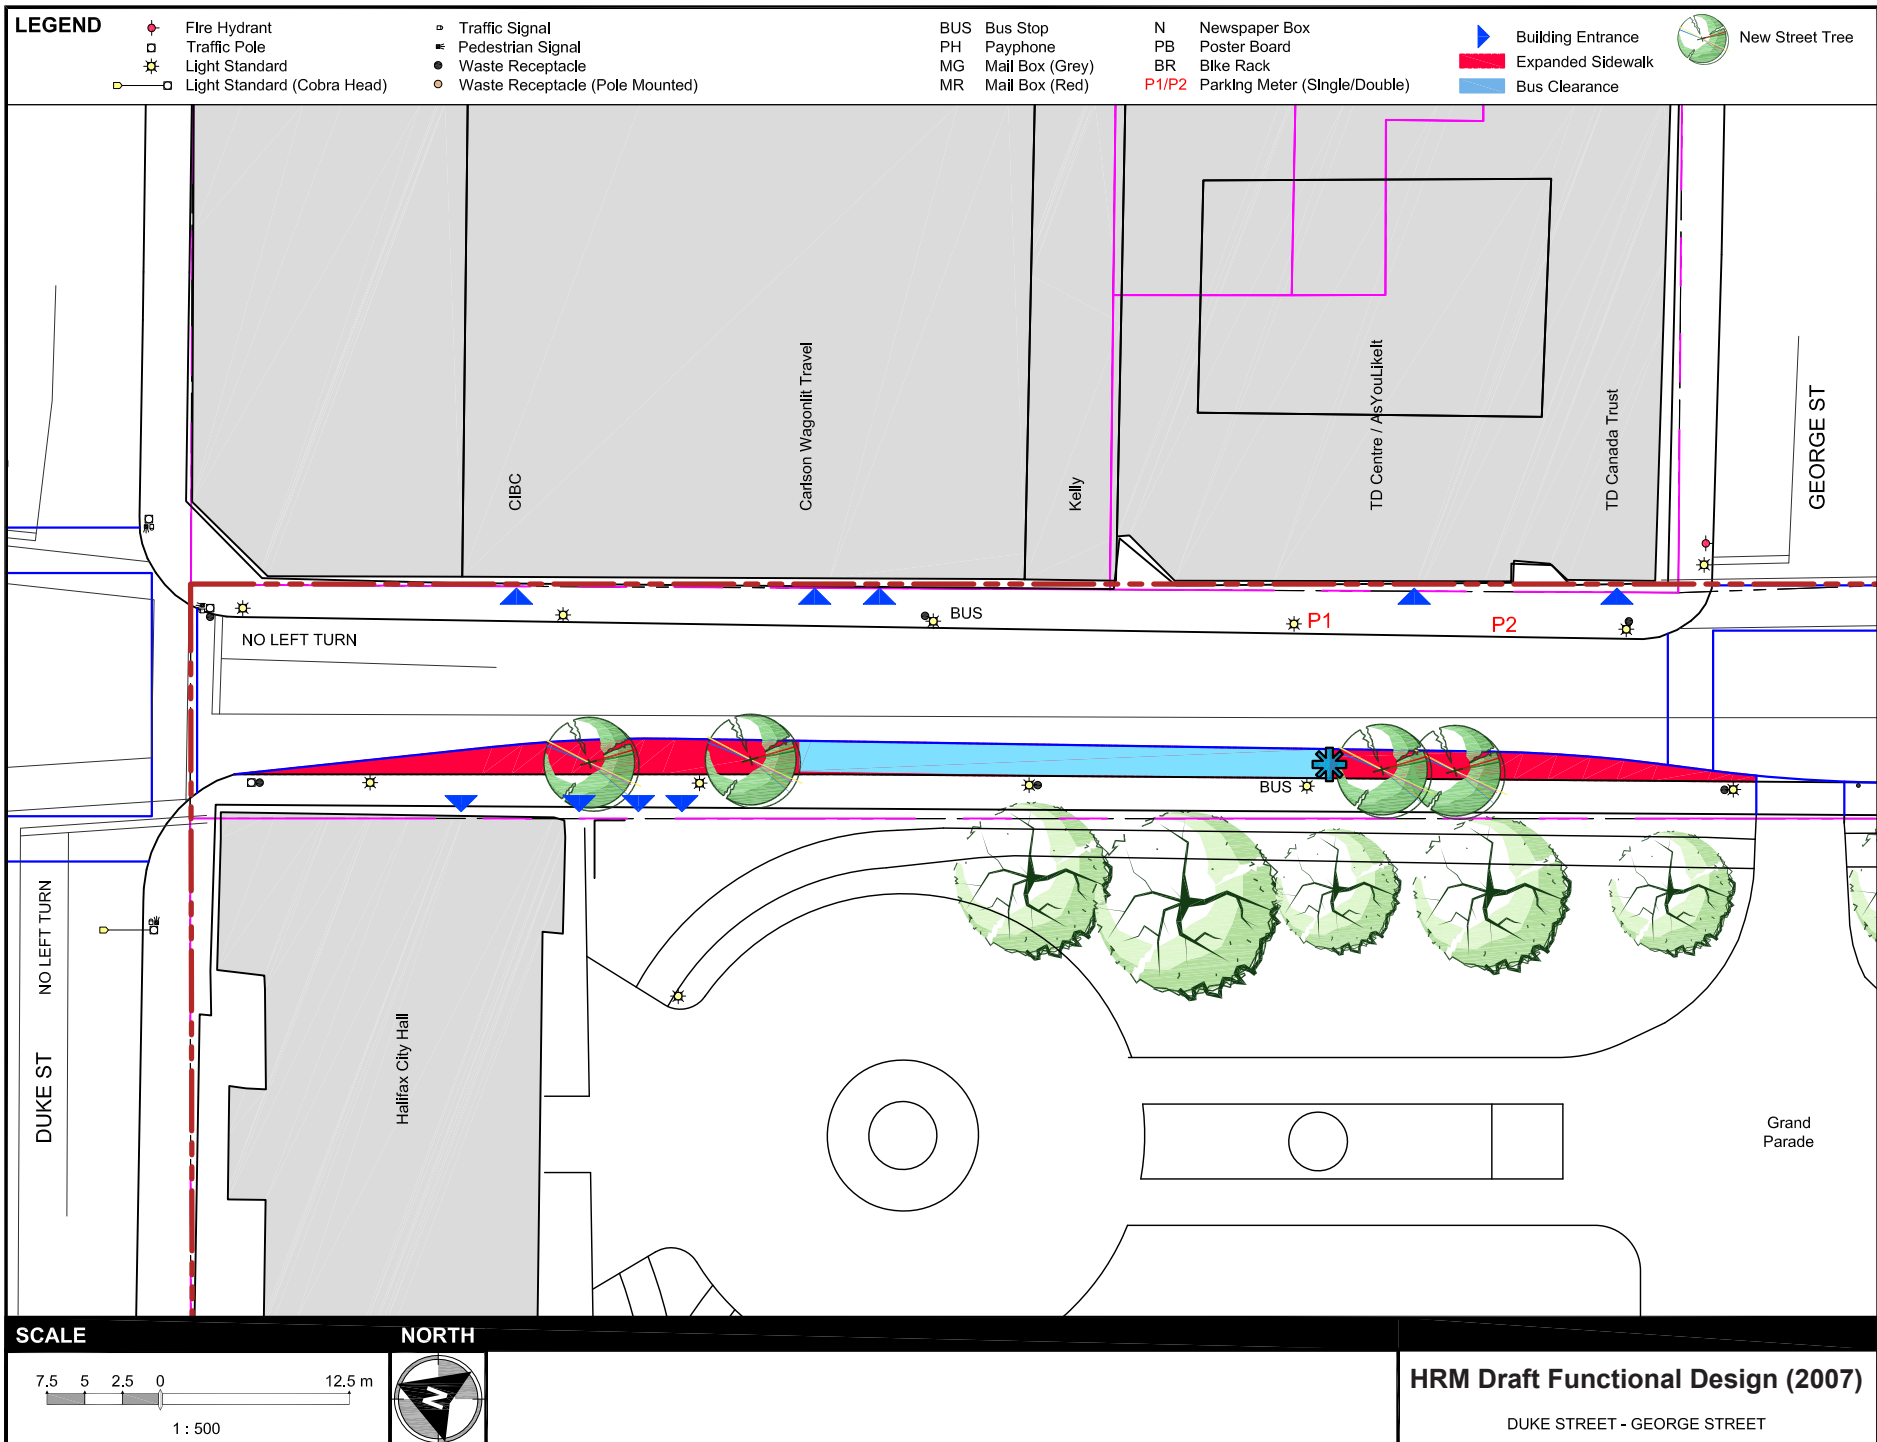 LEGEND
Fire Hydrant
Traffic Pole
Light Standard
Light Standard (Cobra Head)
Traffic Signal
Pedestrian Signal
Waste Receptacle
Waste Receptacle (Pole Mounted)
BUS Bus Stop
PH Payphone
MG Mail Box (Grey)
MR Mail Box (Red)
N Newspaper Box
PB Poster Board
BR Bike Rack
P1/P2 Parking Meter (Single/Double)
Building Entrance
Expanded Sidewalk
Bus Clearance
New Street Tree
CIBC
Carlson Wagonlit Travel
Kelly
TD Centre / AsYouLikeIt
TD Canada Trust
GEORGE ST
BUS
P1
P2
NO LEFT TURN
BUS
NO LEFT TURN
DUKE ST
Halifax City Hall
Grand
Parade
SCALE
NORTH
7.5 5 2.5 0 12.5 m
1 : 500
N
HRM Draft Functional Design (2007)
DUKE STREET - GEORGE STREET